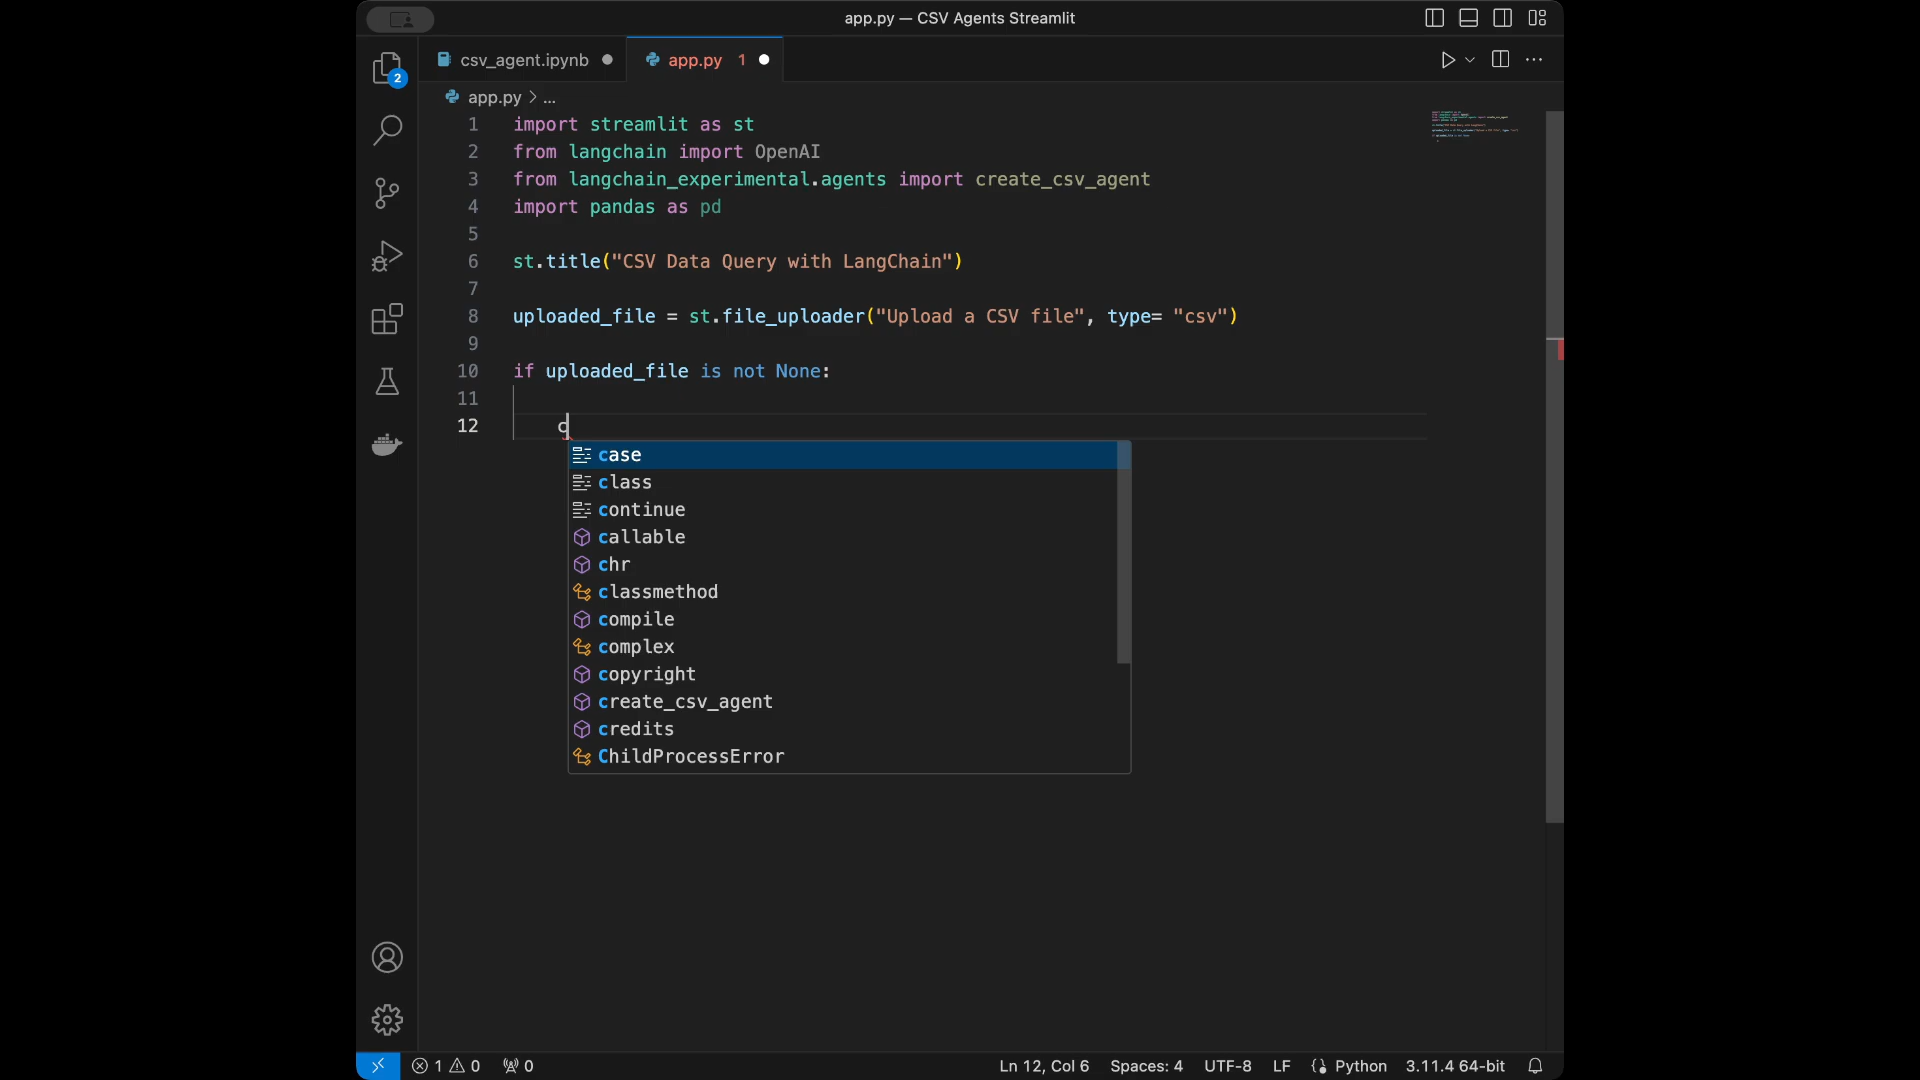 app.py — CSV Agents Streamlit
csv_agent.ipynb
app.py 1
2
app.py > ...
1 import streamlit as st
2 from langchain import OpenAI
3 from langchain_experimental.agents import create_csv_agent
4 import pandas as pd
5
6 st.title("CSV Data Query with LangChain")
7
8 uploaded_file = st.file_uploader("Upload a CSV file", type= "csv")
9
10 if uploaded_file is not None:
11
12 c
case
class
continue
callable
chr
classmethod
compile
complex
copyright
create_csv_agent
credits
ChildProcessError
1 0 0 Ln 12, Col 6 Spaces: 4 UTF-8 LF Python 3.11.4 64-bit